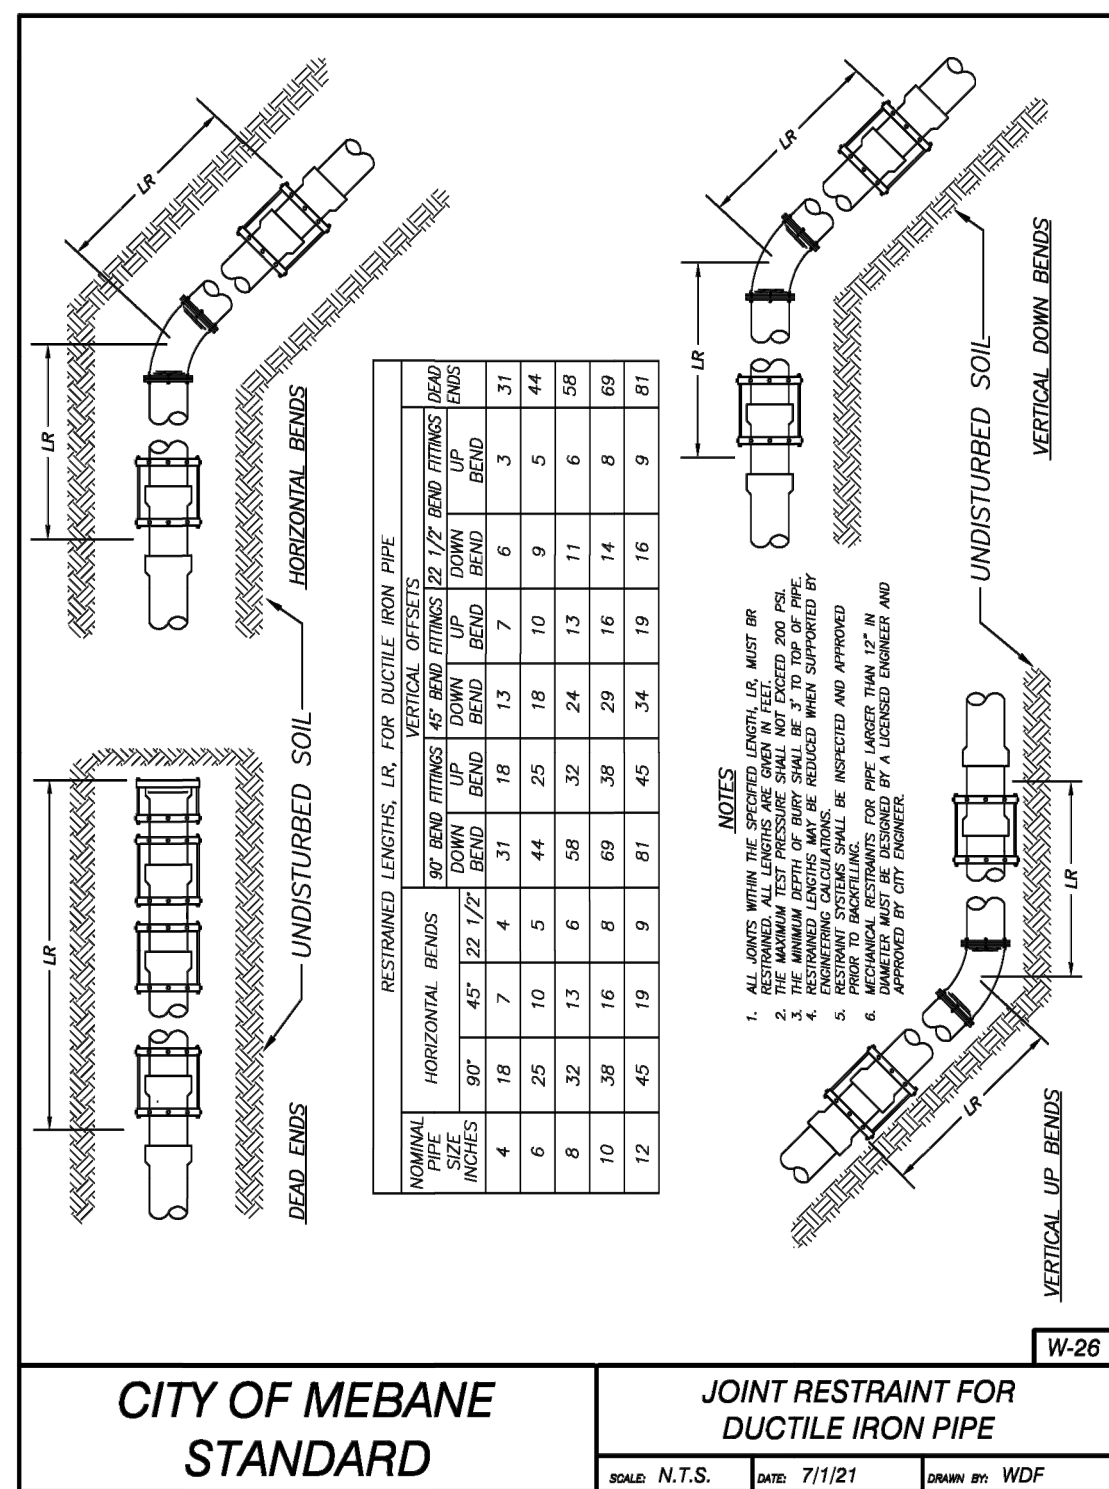 LR
LR
HORIZONTAL BENDS
LR
LR
VERTICAL DOWN BENDS
LR
DEAD ENDS
UNDISTURBED SOIL
UNDISTURBED SOIL
LR
LR
VERTICAL UP BENDS
RESTRAINED LENGTHS, LR, FOR DUCTILE IRON PIPE
NOMINAL PIPE SIZE INCHES
HORIZONTAL BENDS
VERTICAL OFFSETS
DEAD ENDS
90° BEND FITTINGS 45° BEND FITTINGS 22 1/2° BEND FITTINGS
90° 45° 22 1/2° DOWN BEND UP BEND DOWN BEND UP BEND DOWN BEND UP BEND
4 18 7 4 31 18 13 7 6 3 31
6 25 10 5 44 25 18 10 9 5 44
8 32 13 6 58 32 24 13 11 6 58
10 38 16 8 69 38 29 16 14 8 69
12 45 19 9 81 45 34 19 16 9 81
NOTES
1. ALL JOINTS WITHIN THE SPECIFIED LENGTH, LR, MUST BR
RESTRAINED. ALL LENGTHS ARE GIVEN IN FEET.
2. THE MAXIMUM TEST PRESSURE SHALL NOT EXCEED 200 PSI.
3. THE MINIMUM DEPTH OF BURY SHALL BE 3' TO TOP OF PIPE.
4. RESTRAINED LENGTHS MAY BE REDUCED WHEN SUPPORTED BY
ENGINEERING CALCULATIONS.
5. RESTRAINT SYSTEMS SHALL BE INSPECTED AND APPROVED
PRIOR TO BACKFILLING.
6. MECHANICAL RESTRAINTS FOR PIPE LARGER THAN 12" IN
DIAMETER MUST BE DESIGNED BY A LICENSED ENGINEER AND
APPROVED BY CITY ENGINEER.
W-26
CITY OF MEBANE
STANDARD
JOINT RESTRAINT FOR
DUCTILE IRON PIPE
SCALE: N.T.S. DATE: 7/1/21 DRAWN BY: WDF